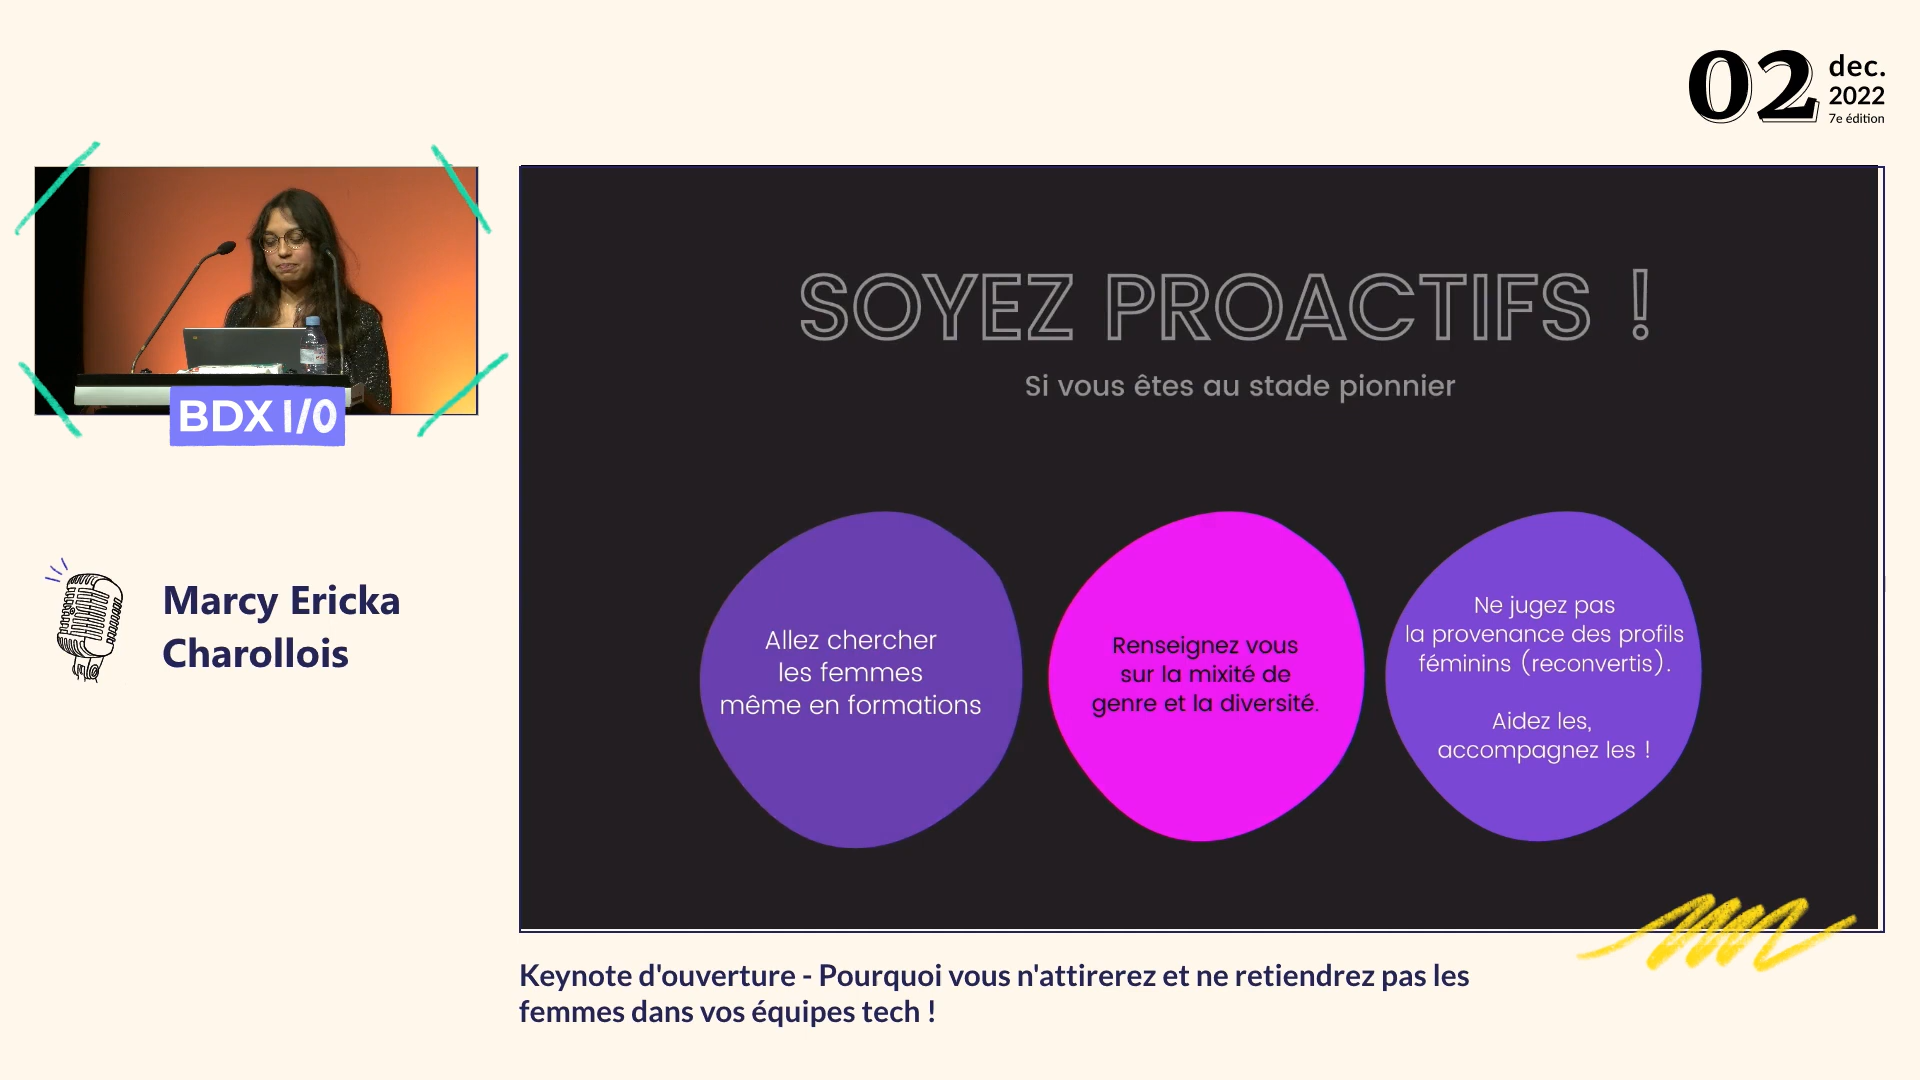 02
dec.
2022
7e édition
BDX I/O
Marcy Ericka
Charollois
SOYEZ PROACTIFS !
Si vous êtes au stade pionnier
Allez chercher
les femmes
même en formations
Renseignez vous
sur la mixité de
genre et la diversité.
Ne jugez pas
la provenance des profils
féminins (reconvertis).
Aidez les,
accompagnez les !
Keynote d'ouverture - Pourquoi vous n'attirerez et ne retiendrez pas les
femmes dans vos équipes tech !